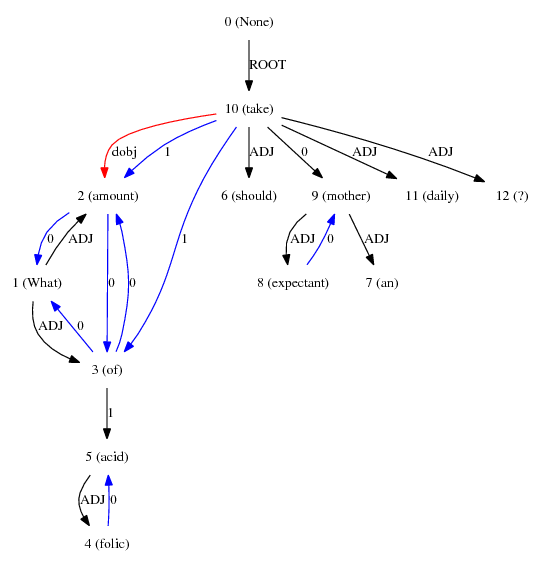 0 (None)
ROOT
10 (take)
dobj 1 ADJ 0 ADJ ADJ
2 (amount) 6 (should) 9 (mother) 11 (daily) 12 (?)
0 ADJ 1 ADJ 0 ADJ
1 (What) 0 0 8 (expectant) 7 (an)
ADJ 0
3 (of)
1
5 (acid)
ADJ 0
4 (folic)